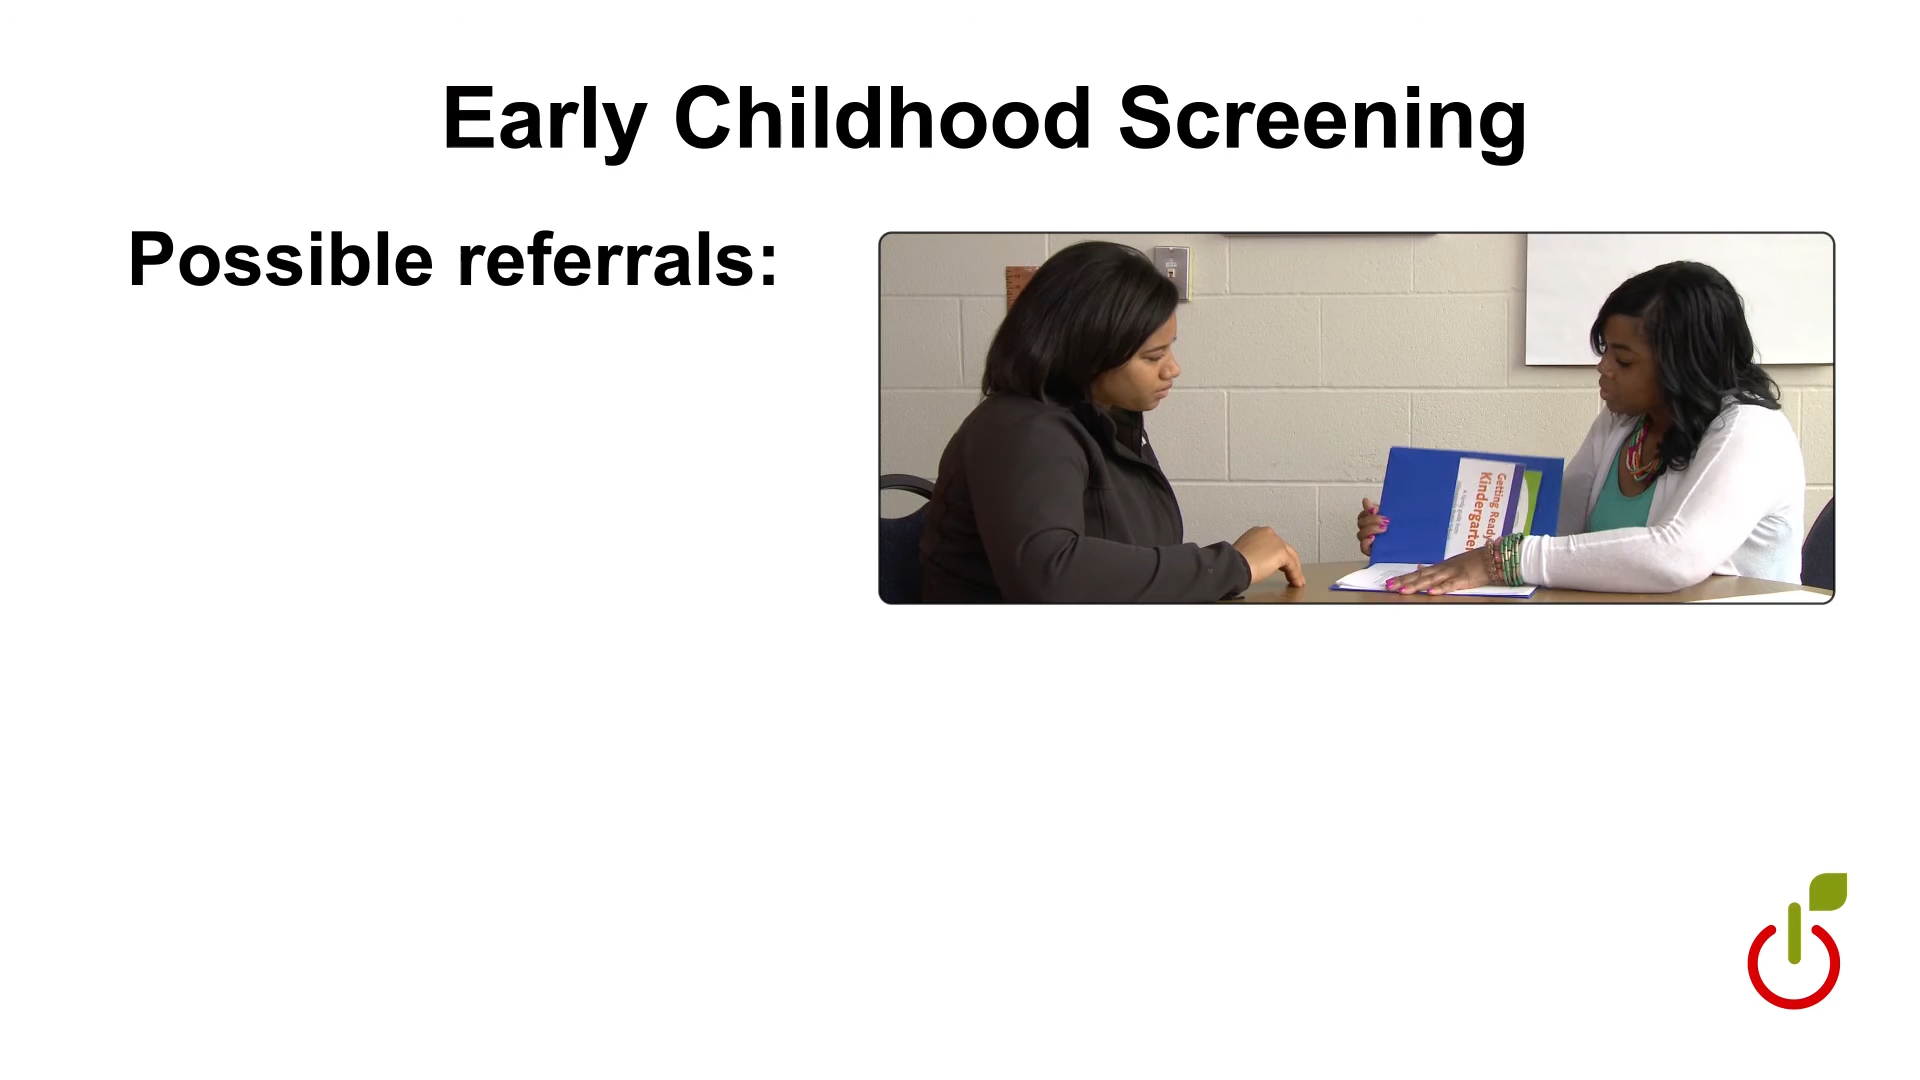 Early Childhood Screening
Possible referrals:
Getting Ready
Kindergarten